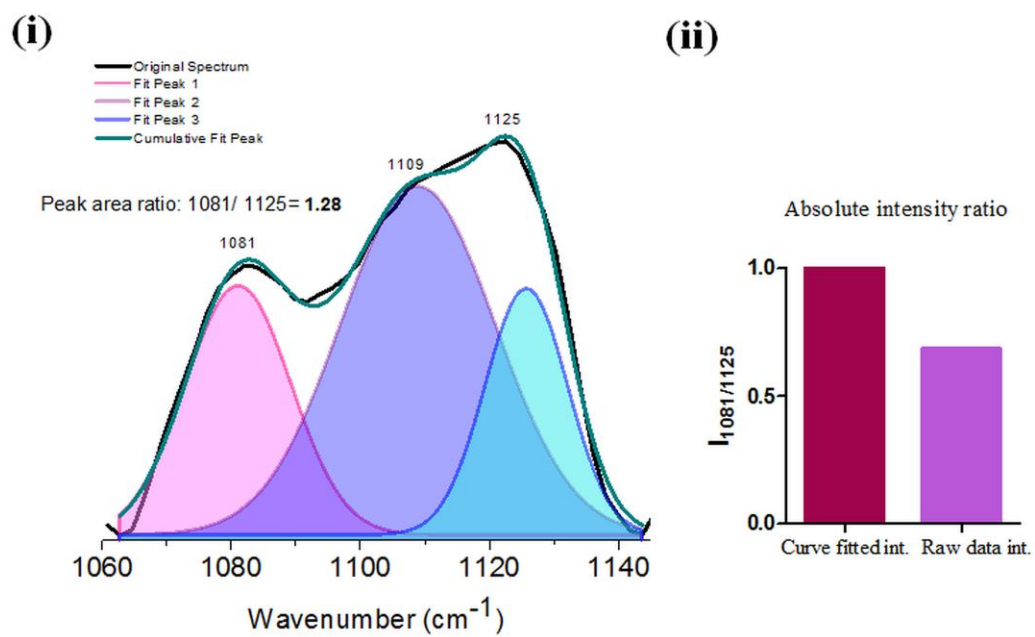 (i)
Original Spectrum
Fit Peak 1
Fit Peak 2
Fit Peak 3
Cumulative Fit Peak
1125
1109
Peak area ratio: 1081/ 1125= 1.28
1081
1060 1080 1100 1120 1140
Wavenumber (cm-1)
(ii)
Absolute intensity ratio
1.0
0.5
0.0
I1081/1125
Curve fitted int. Raw data int.